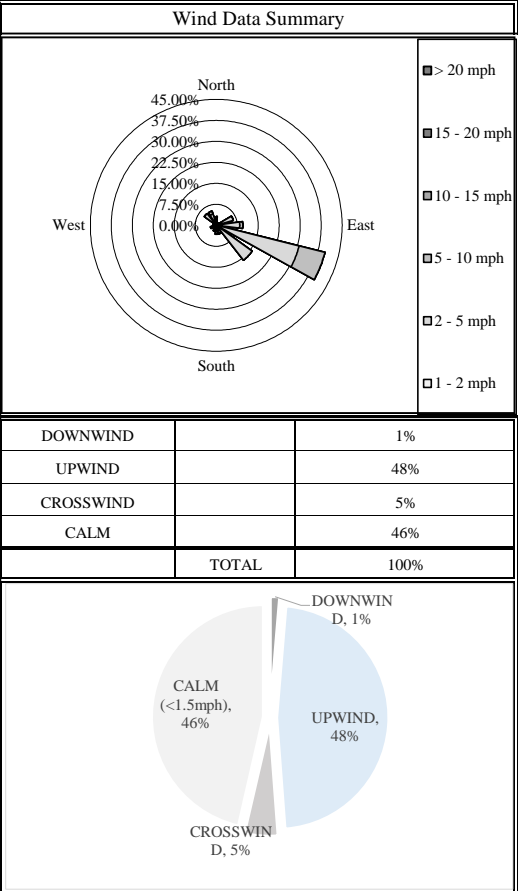 Wind Data Summary
North
45.00%
37.50%
30.00%
22.50%
15.00%
7.50%
0.00%
West
East
South
> 20 mph
15 - 20 mph
10 - 15 mph
5 - 10 mph
2 - 5 mph
1 - 2 mph
DOWNWIND 1%
UPWIND 48%
CROSSWIND 5%
CALM 46%
TOTAL 100%
DOWNWIN
D, 1%
CALM
(<1.5mph),
46%
UPWIND,
48%
CROSSWIN
D, 5%